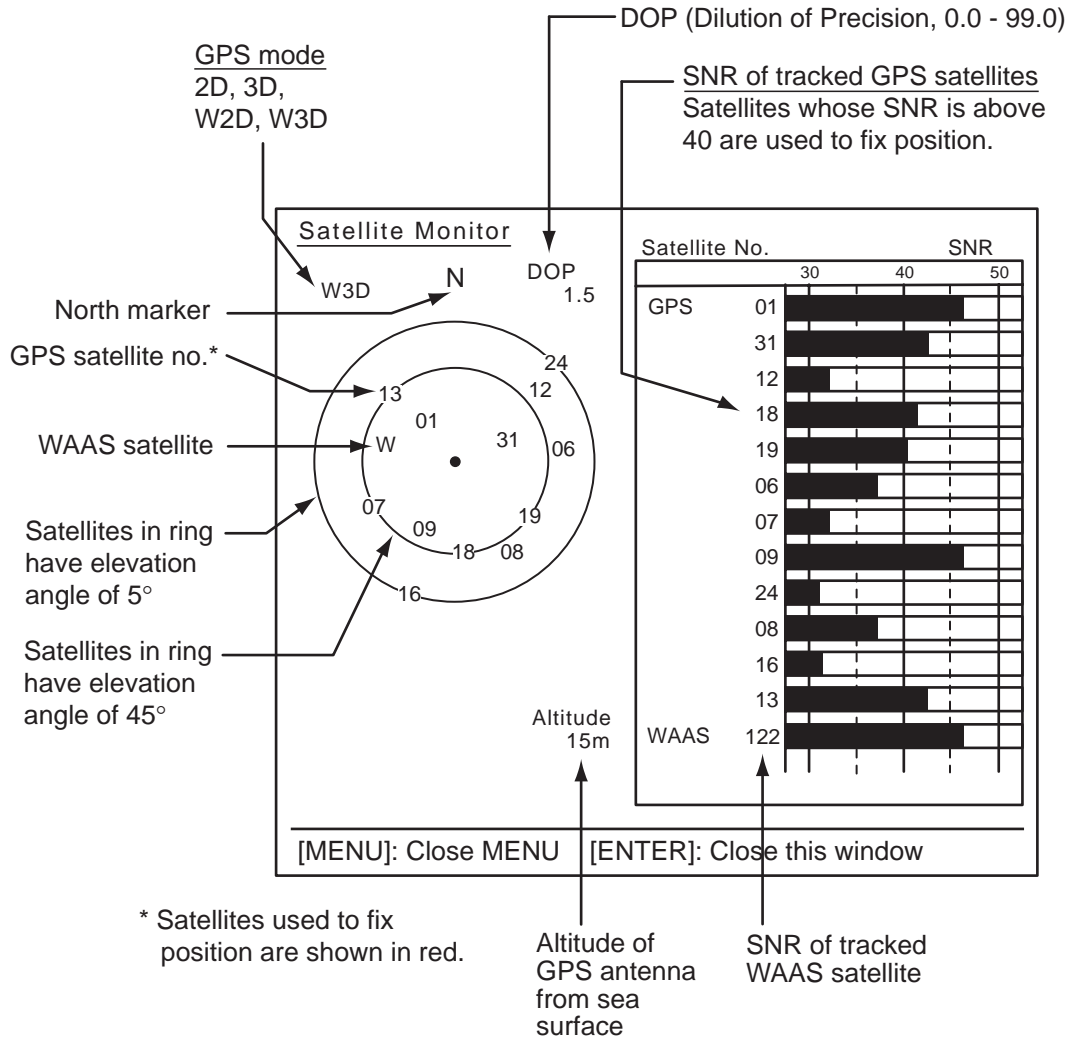 DOP (Dilution of Precision, 0.0 - 99.0)
GPS mode
2D, 3D,
W2D, W3D
SNR of tracked GPS satellites
Satellites whose SNR is above
40 are used to fix position.
Satellite Monitor
W3D
N
DOP
1.5
Satellite No. SNR
30 40 50
GPS 01
31
12
18
19
06
07
09
24
08
16
13
WAAS 122
North marker
GPS satellite no.*
WAAS satellite
Satellites in ring
have elevation
angle of 5°
Satellites in ring
have elevation
angle of 45°
24
13 12
01
W 31 06
07
09 19
18 08
16
Altitude
15m
[MENU]: Close MENU [ENTER]: Close this window
* Satellites used to fix
position are shown in red.
Altitude of
GPS antenna
from sea
surface
SNR of tracked
WAAS satellite